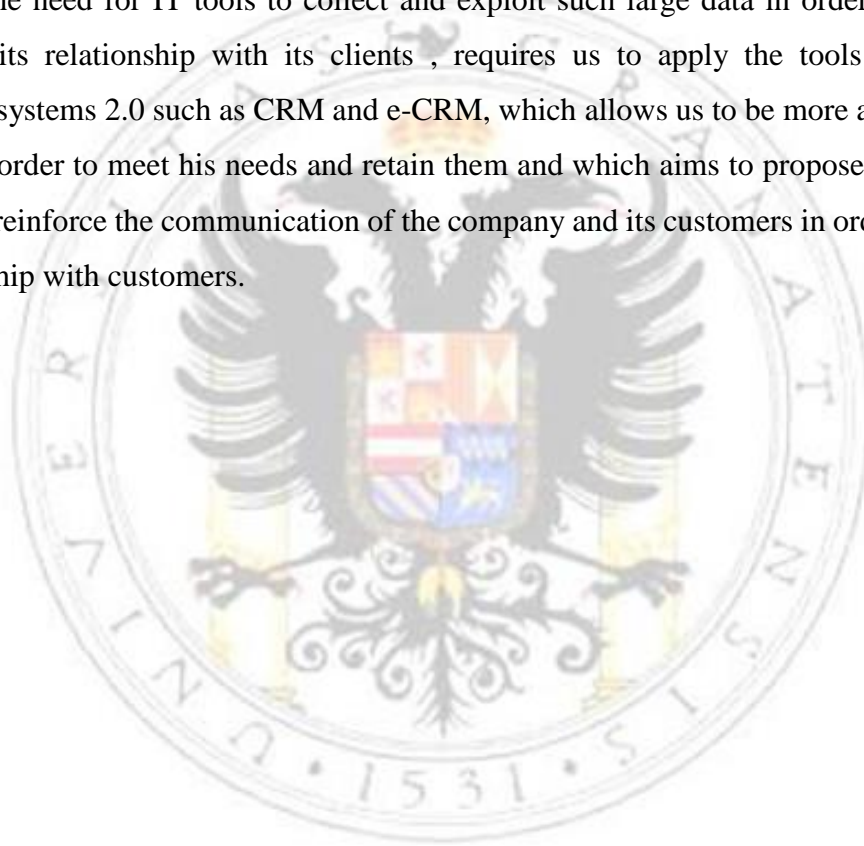 he need for IT tools to collect and exploit such large data in order
its relationship with its clients , requires us to apply the tools
systems 2.0 such as CRM and e-CRM, which allows us to be more a
order to meet his needs and retain them and which aims to propose
reinforce the communication of the company and its customers in ord
hip with customers.
UNIVERSITAS GRANATENSIS
• 1531 •